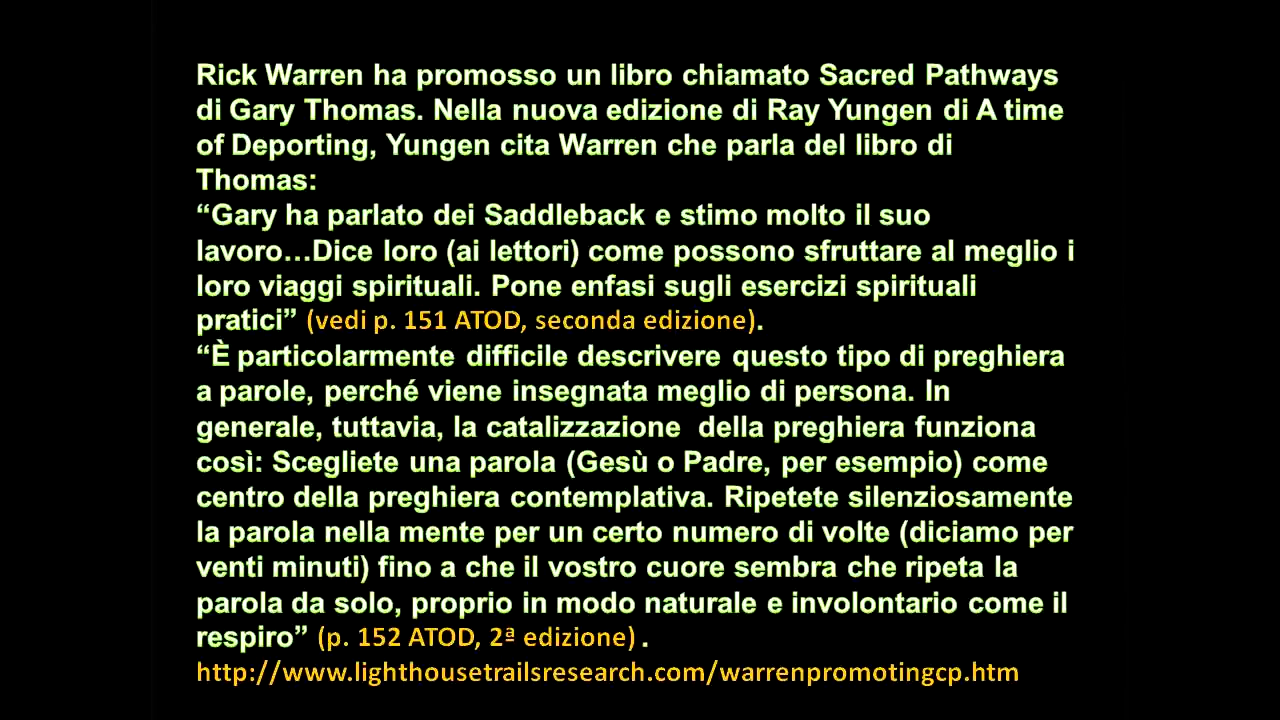 Rick Warren ha promosso un libro chiamato Sacred Pathways
di Gary Thomas. Nella nuova edizione di Ray Yungen di A time
of Deporting, Yungen cita Warren che parla del libro di
Thomas:
“Gary ha parlato dei Saddleback e stimo molto il suo
lavoro…Dice loro (ai lettori) come possono sfruttare al meglio i
loro viaggi spirituali. Pone enfasi sugli esercizi spirituali
pratici” (vedi p. 151 ATOD, seconda edizione).
“È particolarmente difficile descrivere questo tipo di preghiera
a parole, perché viene insegnata meglio di persona. In
generale, tuttavia, la catalizzazione  della preghiera funziona
così: Scegliete una parola (Gesù o Padre, per esempio) come
centro della preghiera contemplativa. Ripetete silenziosamente
la parola nella mente per un certo numero di volte (diciamo per
venti minuti) fino a che il vostro cuore sembra che ripeta la
parola da solo, proprio in modo naturale e involontario come il
respiro” (p. 152 ATOD, 2ª edizione) .
http://www.lighthousetrailsresearch.com/warrenpromotingcp.htm